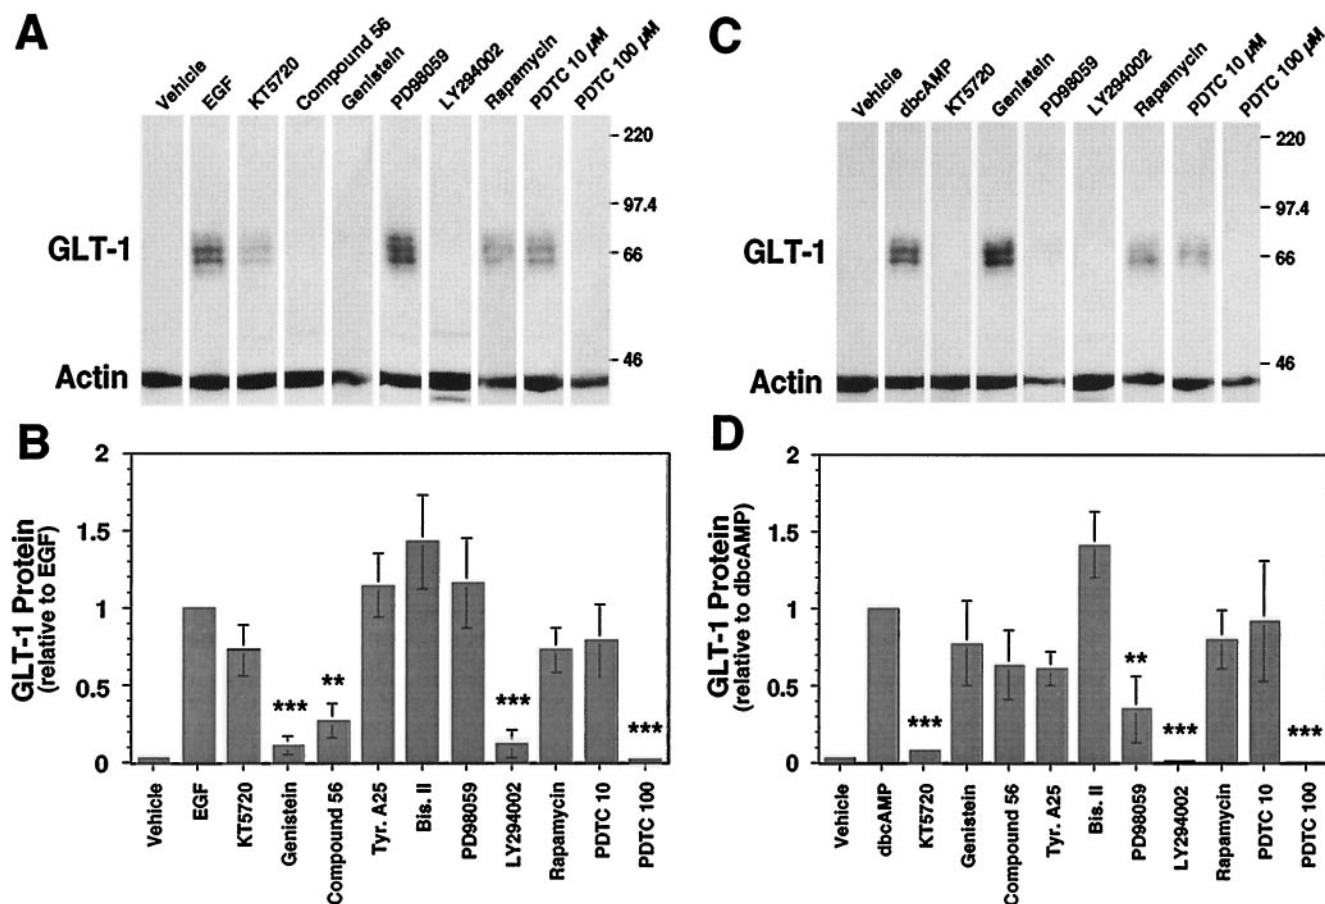 A
Vehicle
EGF
KT5720
Compound 56
Genistein
PD98059
LY294002
Rapamycin
PDTC 10 µM
PDTC 100 µM
220
97.4
GLT-1
66
46
Actin
C
Vehicle
dbcAMP
KT5720
Genistein
PD98059
LY294002
Rapamycin
PDTC 10 µM
PDTC 100 µM
220
97.4
GLT-1
66
46
Actin
B
GLT-1 Protein
(relative to EGF)
2
1.5
1
0.5
0
***
**
***
***
Vehicle
EGF
KT5720
Genistein
Compound 56
Tyr. A25
Bis. II
PD98059
LY294002
Rapamycin
PDTC 10
PDTC 100
D
GLT-1 Protein
(relative to dbcAMP)
2
1.5
1
0.5
0
***
**
***
***
Vehicle
dbcAMP
KT5720
Genistein
Compound 56
Tyr. A25
Bis. II
PD98059
LY294002
Rapamycin
PDTC 10
PDTC 100